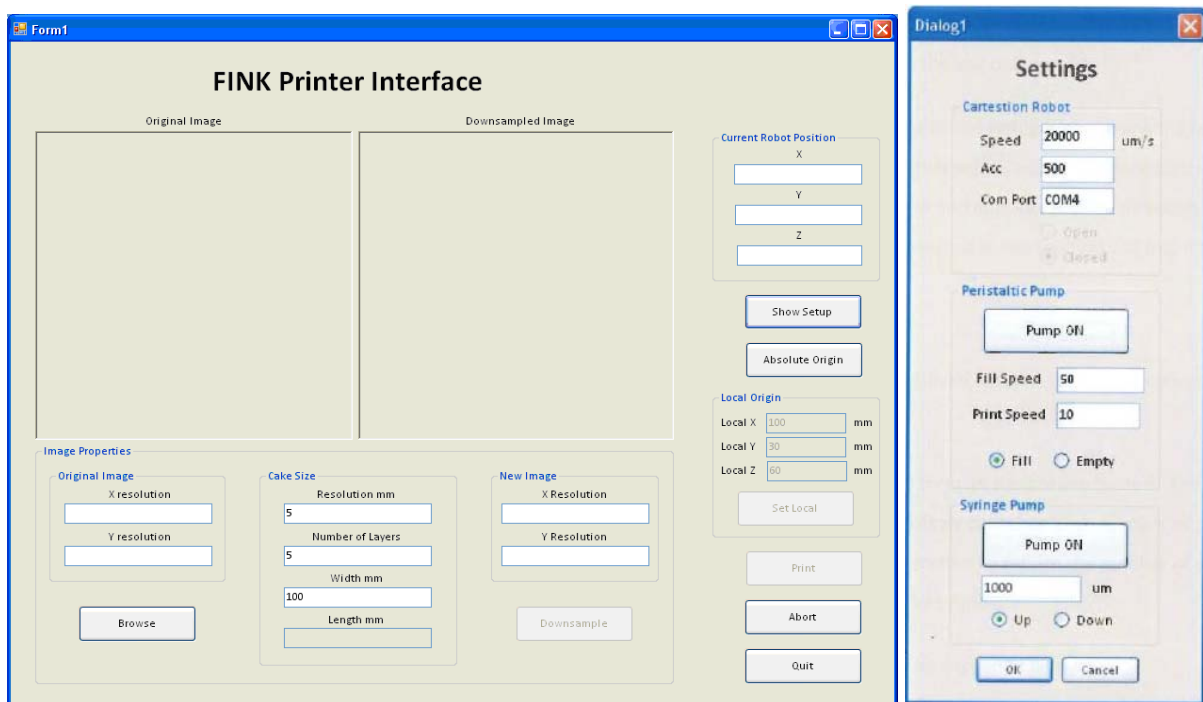 Form1
FINK Printer Interface
Original Image
Downsampled Image
Current Robot Position
X
Y
Z
Show Setup
Absolute Origin
Local Origin
Local X 100 mm
Local Y 30 mm
Local Z 60 mm
Set Local
Print
Abort
Quit
Image Properties
Original Image
X resolution
Y resolution
Browse
Cake Size
Resolution mm
5
Number of Layers
5
Width mm
100
Length mm
New Image
X Resolution
Y Resolution
Downsample
Dialog1
Settings
Cartestion Robot
Speed 20000 um/s
Acc 500
Com Port COM4
Open
Closed
Peristaltic Pump
Pump ON
Fill Speed 50
Print Speed 10
Fill Empty
Syringe Pump
Pump ON
1000 um
Up Down
OK Cancel